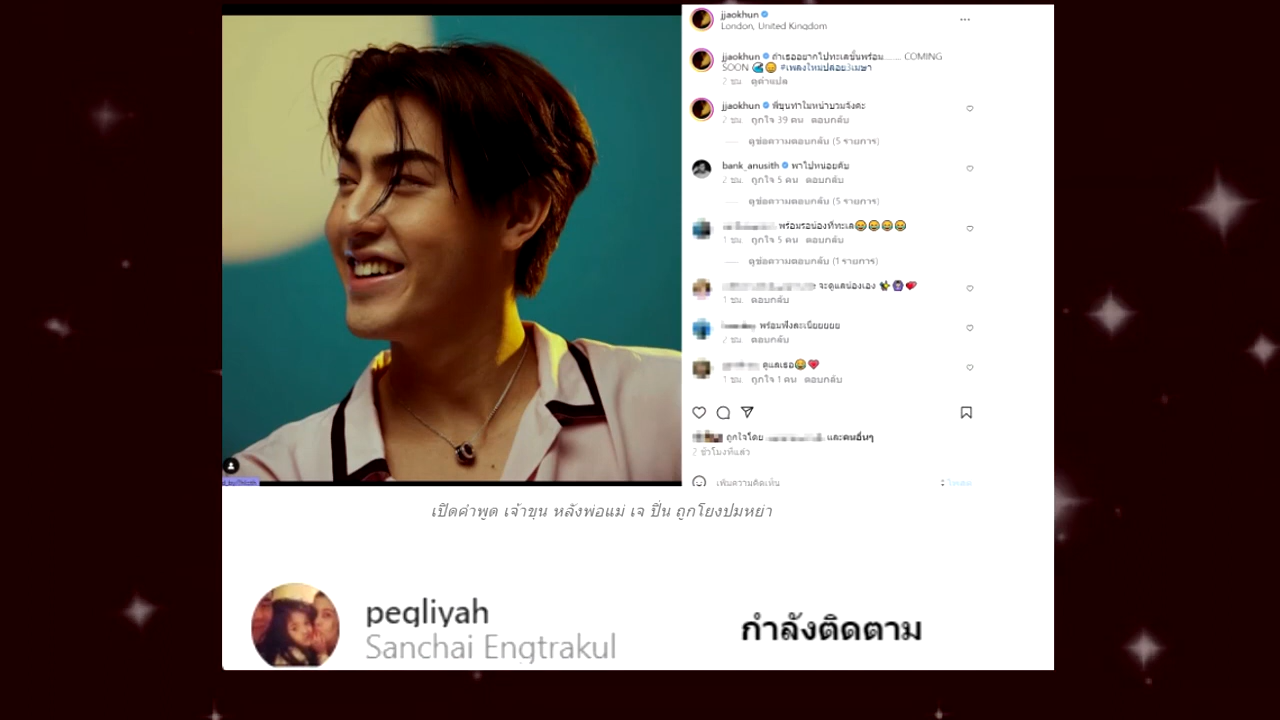 jjaokhun
London, United Kingdom
jjaokhun ถ้าเธออยากไปทะเลขึ้นพร้อม........ COMING
SOON #เพลงใหม่ปล่อย3เมษา
2 ชม. ดูคำแปล
jjaokhun พี่ขุนทำไมหน้าบวมจังคะ
2 ชม. ถูกใจ 39 คน ตอบกลับ
ดูข้อความตอบกลับ (5 รายการ)
bank_anusith พาไปหน่อยคับ
2 ชม. ถูกใจ 5 คน ตอบกลับ
ดูข้อความตอบกลับ (5 รายการ)
พร้อมรอน้องที่ทะเล😄😄😄😄
1 ชม. ถูกใจ 5 คน ตอบกลับ
ดูข้อความตอบกลับ (1 รายการ)
จะดูแลน้องเอง
1 ชม. ตอบกลับ
พร้อมฟังละเนี่ยยยยย
2 ชม. ตอบกลับ
ดูแลเธอ
1 ชม. ถูกใจ 1 คน ตอบกลับ
ถูกใจโดย และคนอื่นๆ
2 ชั่วโมงที่แล้ว
เพิ่มความคิดเห็น
โพสต์
เปิดคำพูด เจ้าขุน หลังพ่อแม่ เจ ปิ่น ถูกโยงปมหย่า
peqliyah
Sanchai Engtrakul
กำลังติดตาม